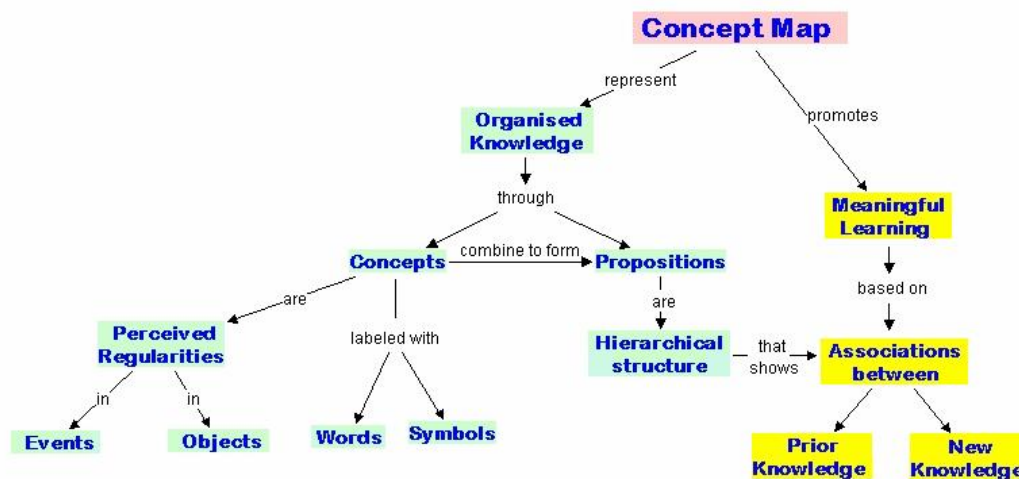 Concept Map
represent
promotes
Organised
Knowledge
through
Meaningful
Learning
Concepts
combine to form
Propositions
based on
are
labeled with
are
Perceived
Regularities
Hierarchical
structure
that
shows
Associations
between
in
in
Events
Objects
Words
Symbols
Prior
Knowledge
New
Knowledge